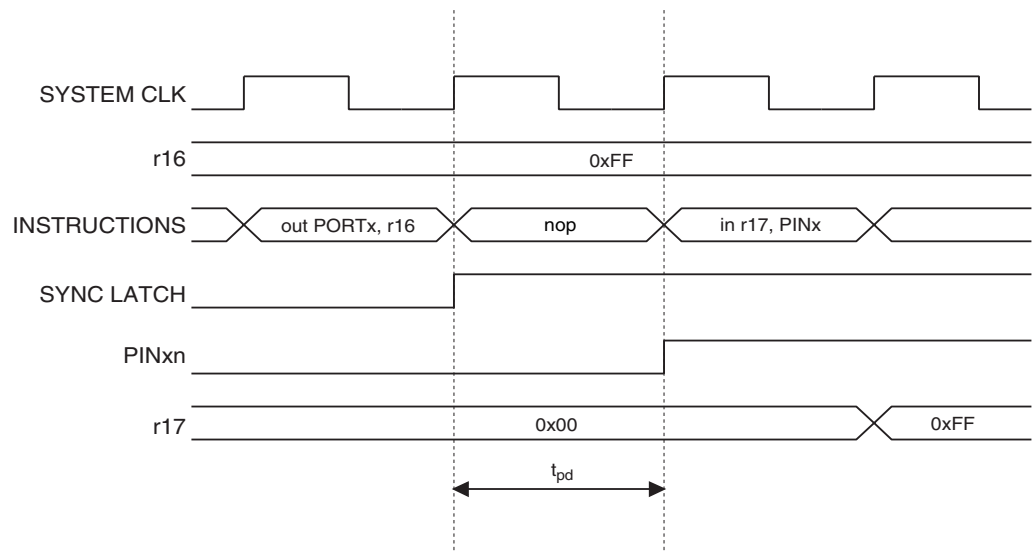 SYSTEM CLK
r16
0xFF
INSTRUCTIONS
out PORTx, r16
nop
in r17, PINx
SYNC LATCH
PINxn
r17
0x00
0xFF
tpd